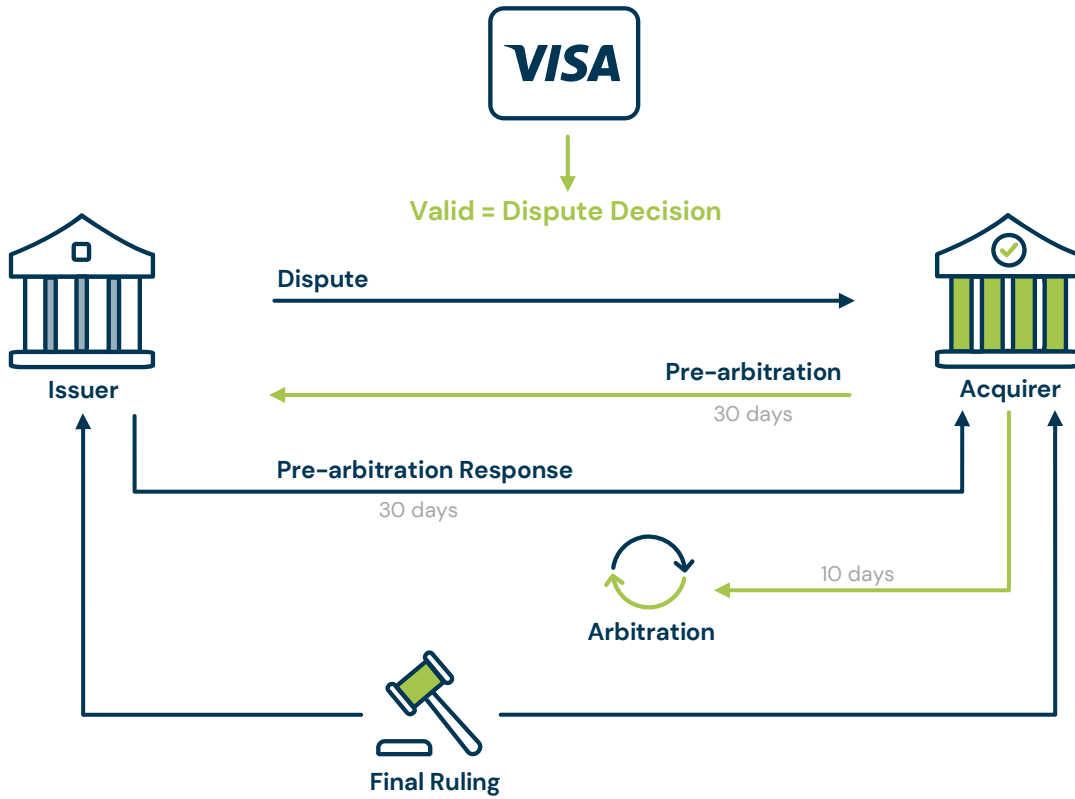 VISA
Valid = Dispute Decision
Dispute
Issuer
Pre-arbitration
30 days
Acquirer
Pre-arbitration Response
30 days
10 days
Arbitration
Final Ruling